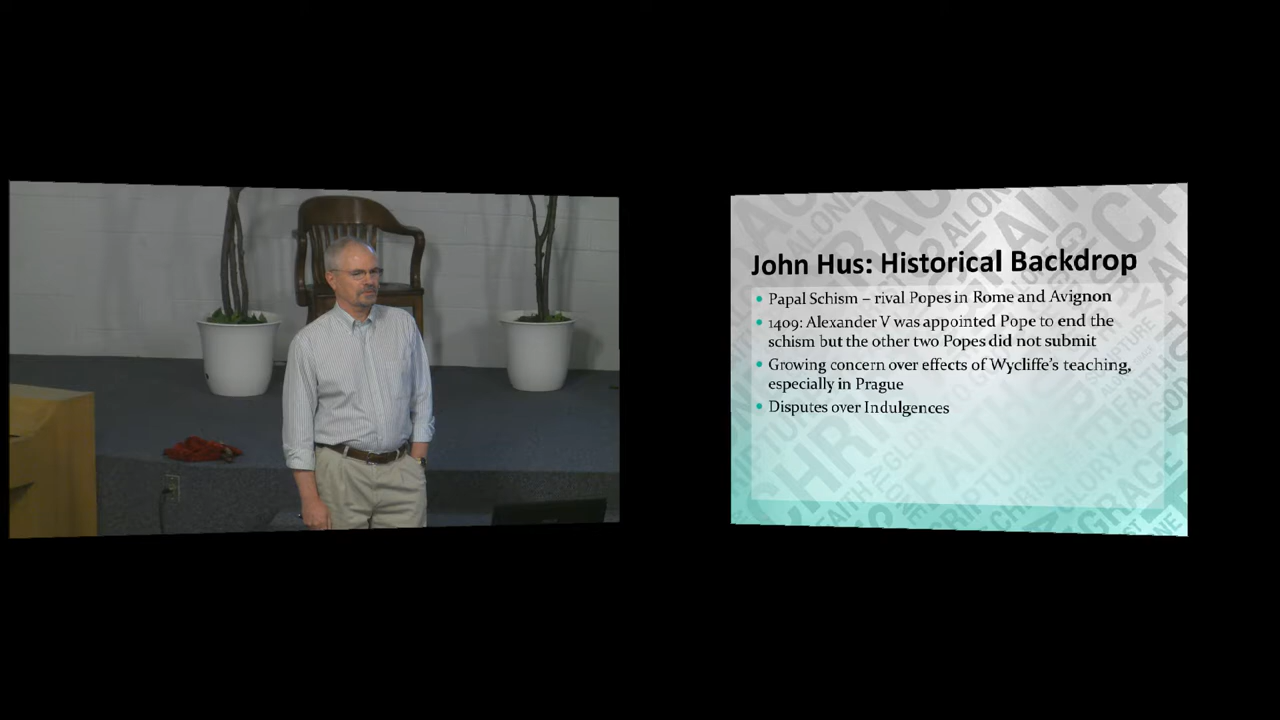 John Hus: Historical Backdrop
• Papal Schism – rival Popes in Rome and Avignon
• 1409: Alexander V was appointed Pope to end the
schism but the other two Popes did not submit
• Growing concern over effects of Wycliffe's teaching,
especially in Prague
• Disputes over Indulgences